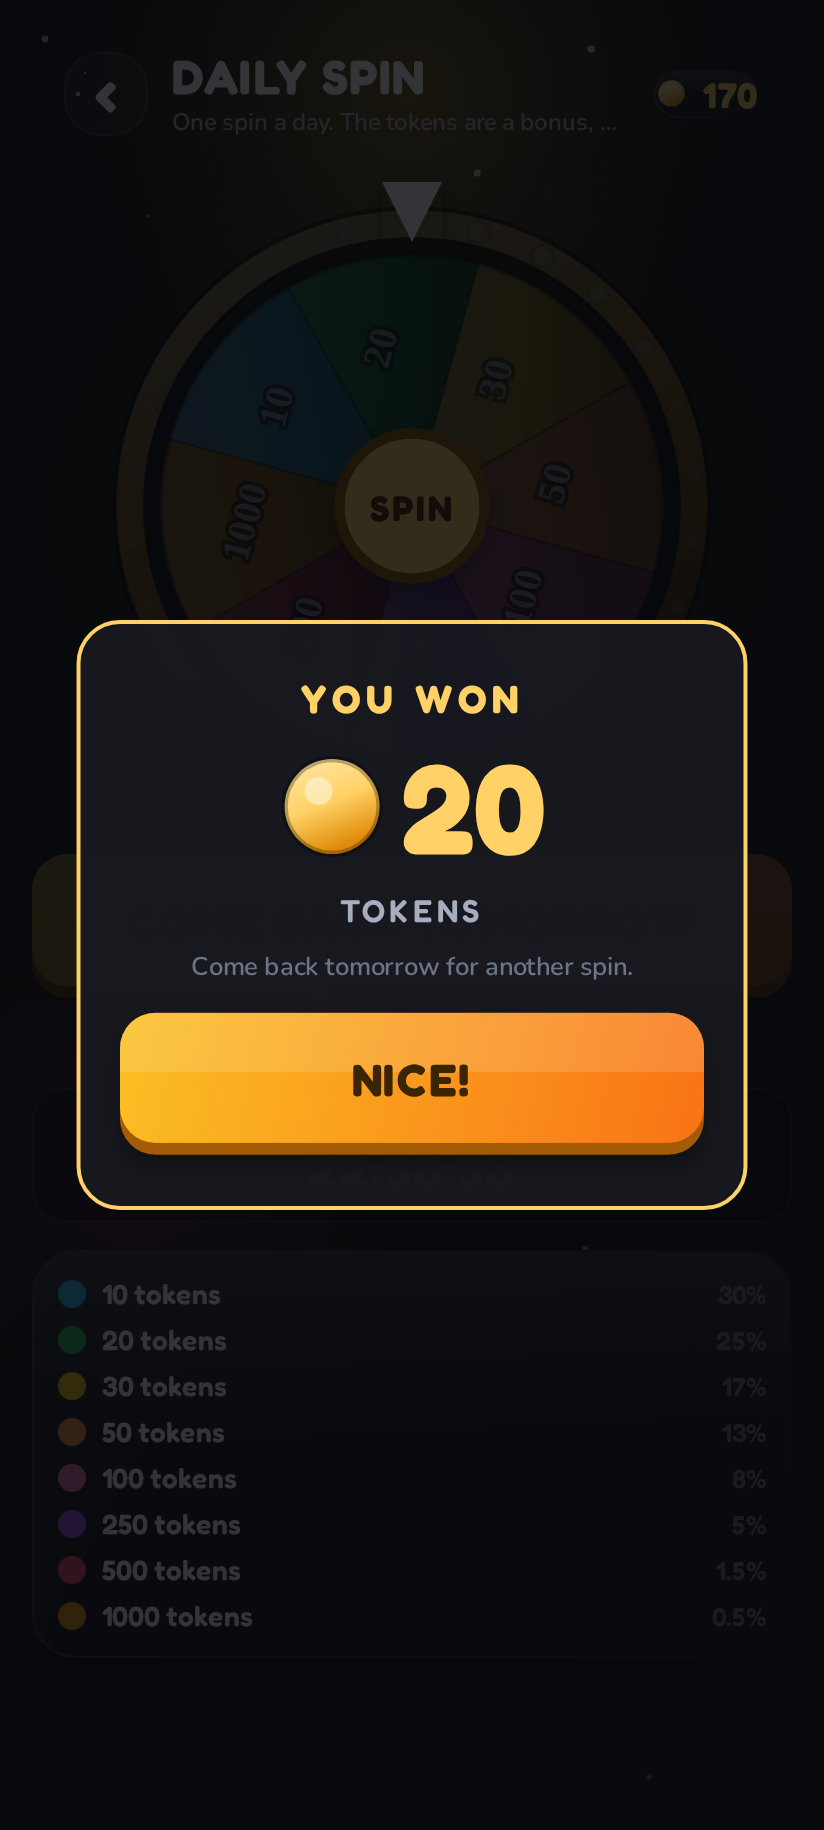 DAILY SPIN
One spin a day. The tokens are a bonus, ...
170
20
30
10
50
1000
100
SPIN
YOU WON
20
TOKENS
Come back tomorrow for another spin.
NICE!
10 tokens 30%
20 tokens 25%
30 tokens 17%
50 tokens 13%
100 tokens 8%
250 tokens 5%
500 tokens 1.5%
1000 tokens 0.5%